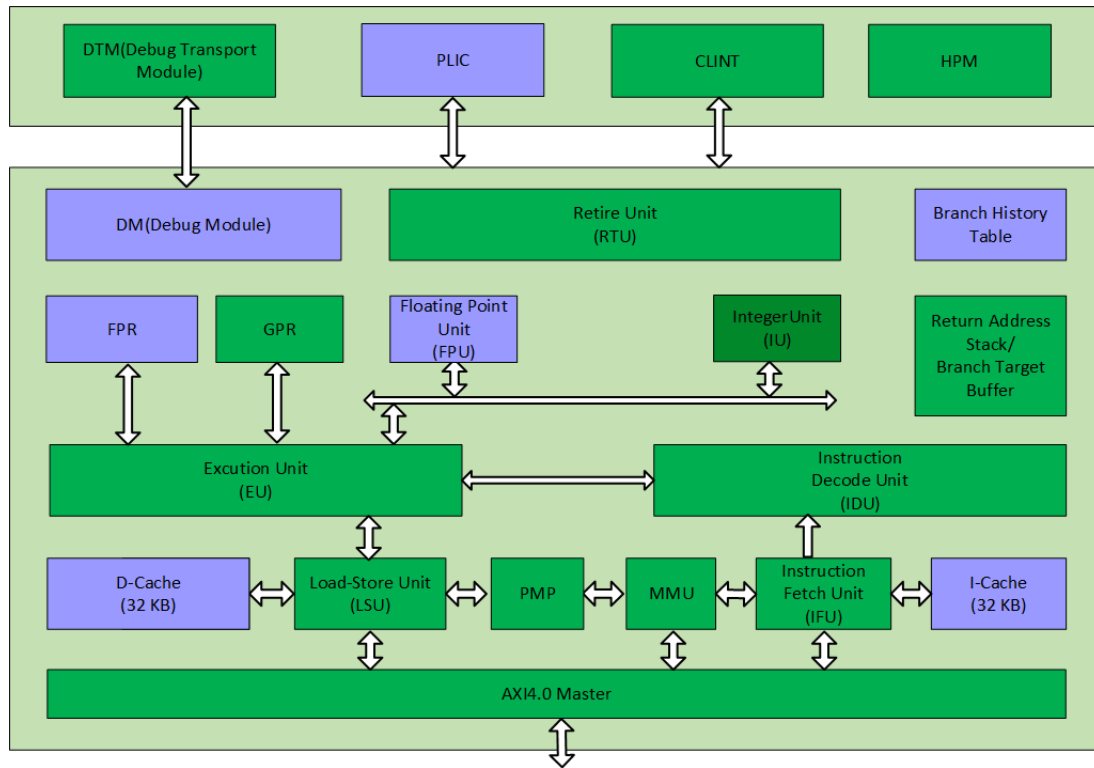 DTM(Debug Transport
Module)
PLIC
CLINT
HPM
DM(Debug Module)
Retire Unit
(RTU)
Branch History
Table
FPR
GPR
Floating Point
Unit
(FPU)
IntegerUnit
(IU)
Return Address
Stack/
Branch Target
Buffer
Excution Unit
(EU)
Instruction
Decode Unit
(IDU)
D-Cache
(32 KB)
Load-Store Unit
(LSU)
PMP
MMU
Instruction
Fetch Unit
(IFU)
I-Cache
(32 KB)
AXI4.0 Master